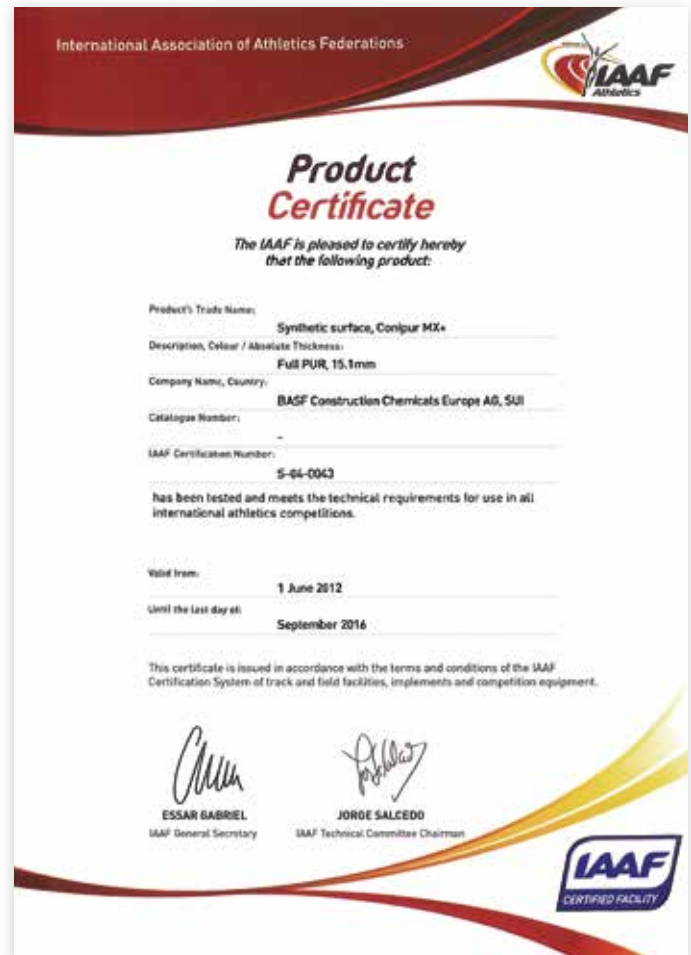 International Association of Athletics Federations
IAAF
Athletics
Product
Certificate
The IAAF is pleased to certify hereby
that the following product:
Product's Trade Name:
Synthetic surface, Conipur MX+
Description, Colour / Absolute Thickness:
Full PUR, 15.1mm
Company Name, Country:
BASF Construction Chemicals Europe AG, SUI
Catalogue Number:
-
IAAF Certification Number:
S-04-0043
has been tested and meets the technical requirements for use in all
international athletics competitions.
Valid from:
1 June 2012
Until the last day of:
September 2016
This certificate is issued in accordance with the terms and conditions of the IAAF
Certification System of track and field facilities, implements and competition equipment.
ESSAR GABRIEL
JORGE SALCEDO
IAAF General Secretary
IAAF Technical Committee Chairman
IAAF
CERTIFIED FACILITY